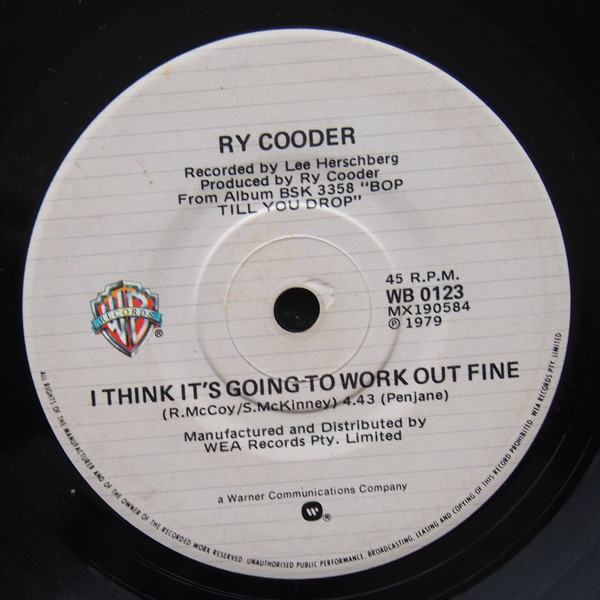 RY COODER
Recorded by Lee Herschberg
Produced by Ry Cooder
From Album BSK 3358 "BOP
TILL YOU DROP"
45 R.P.M.
WB 0123
MX190584
℗ 1979
WB
RECORDS
®
I THINK IT'S GOING TO WORK OUT FINE
(R.McCoy/S.McKinney) 4.43 (Penjane)
Manufactured and Distributed by
WEA Records Pty. Limited
a Warner Communications Company
®
ALL RIGHTS OF THE MANUFACTURER AND OF THE OWNER OF THE RECORDED WORK RESERVED. UNAUTHORISED PUBLIC PERFORMANCE, BROADCASTING, LEASING AND COPYING OF THIS RECORD PROHIBITED. WEA RECORDS PTY. LIMITED